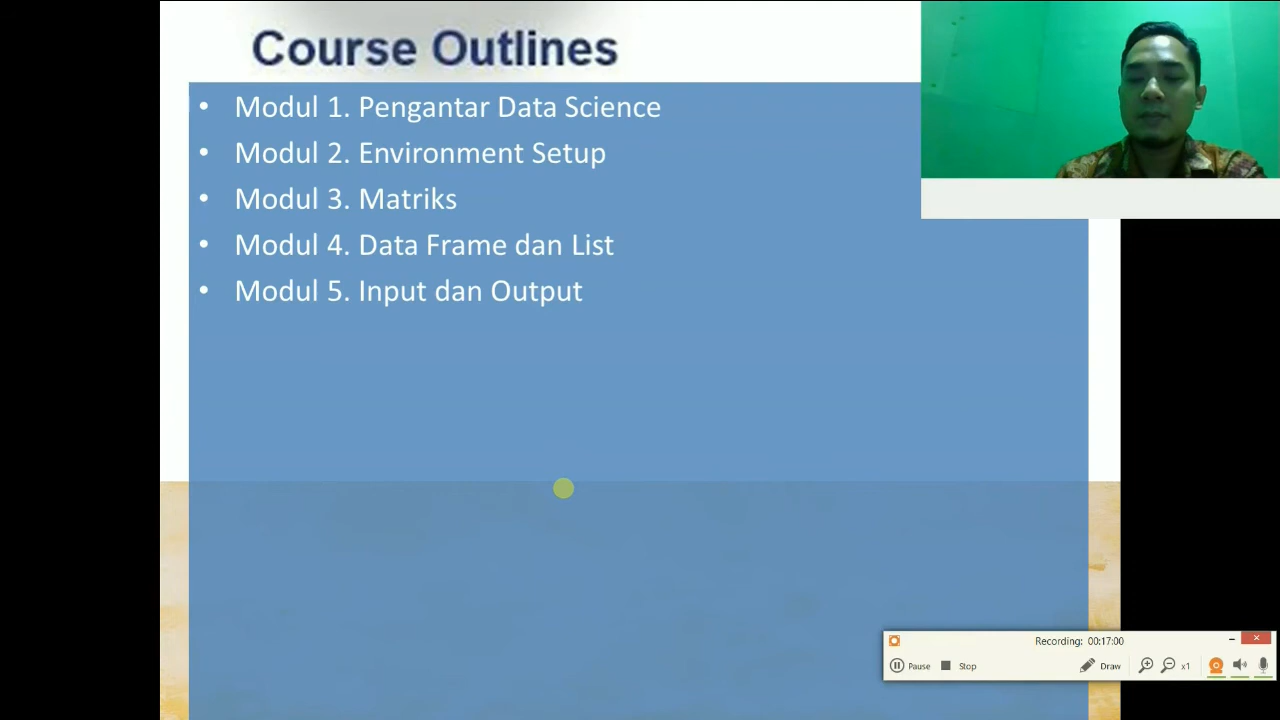 Course Outlines
• Modul 1. Pengantar Data Science
• Modul 2. Environment Setup
• Modul 3. Matriks
• Modul 4. Data Frame dan List
• Modul 5. Input dan Output
Recording: 00:17:00
Pause Stop Draw x1